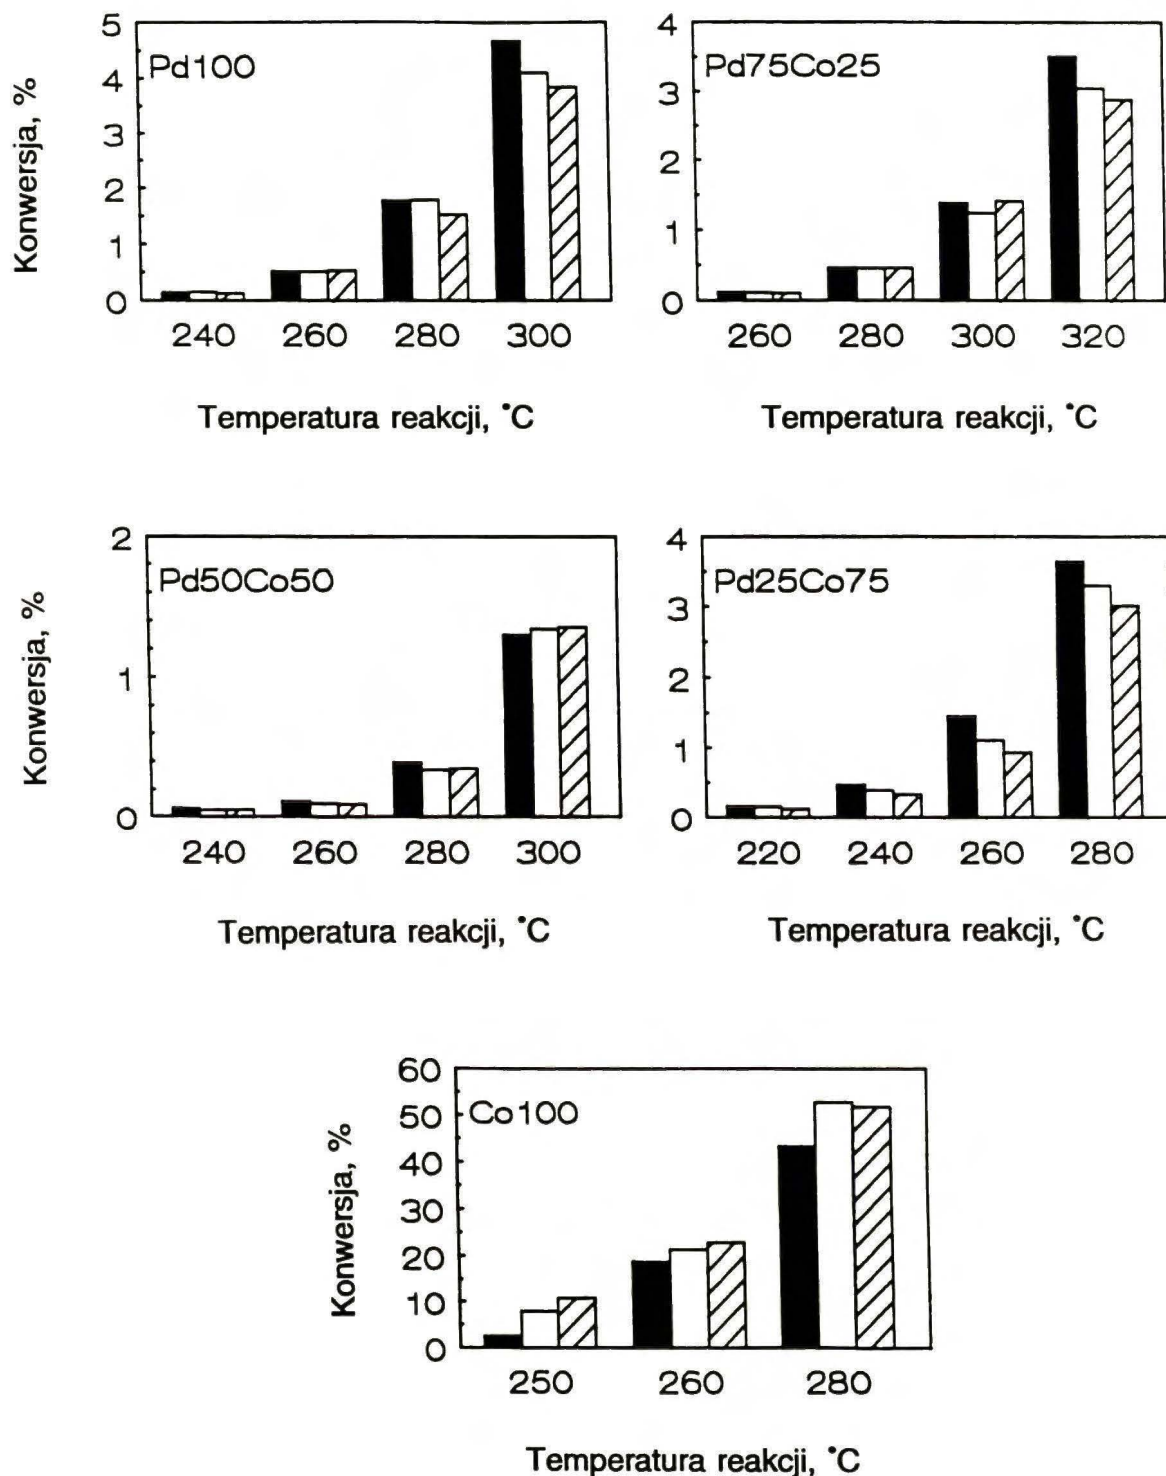 Pd100
Konwersja, %
5
4
3
2
1
0
240 260 280 300
Temperatura reakcji, °C
Pd75Co25
4
3
2
1
0
260 280 300 320
Temperatura reakcji, °C
Pd50Co50
Konwersja, %
2
1
0
240 260 280 300
Temperatura reakcji, °C
Pd25Co75
4
3
2
1
0
220 240 260 280
Temperatura reakcji, °C
Co100
Konwersja, %
60
50
40
30
20
10
0
250 260 280
Temperatura reakcji, °C